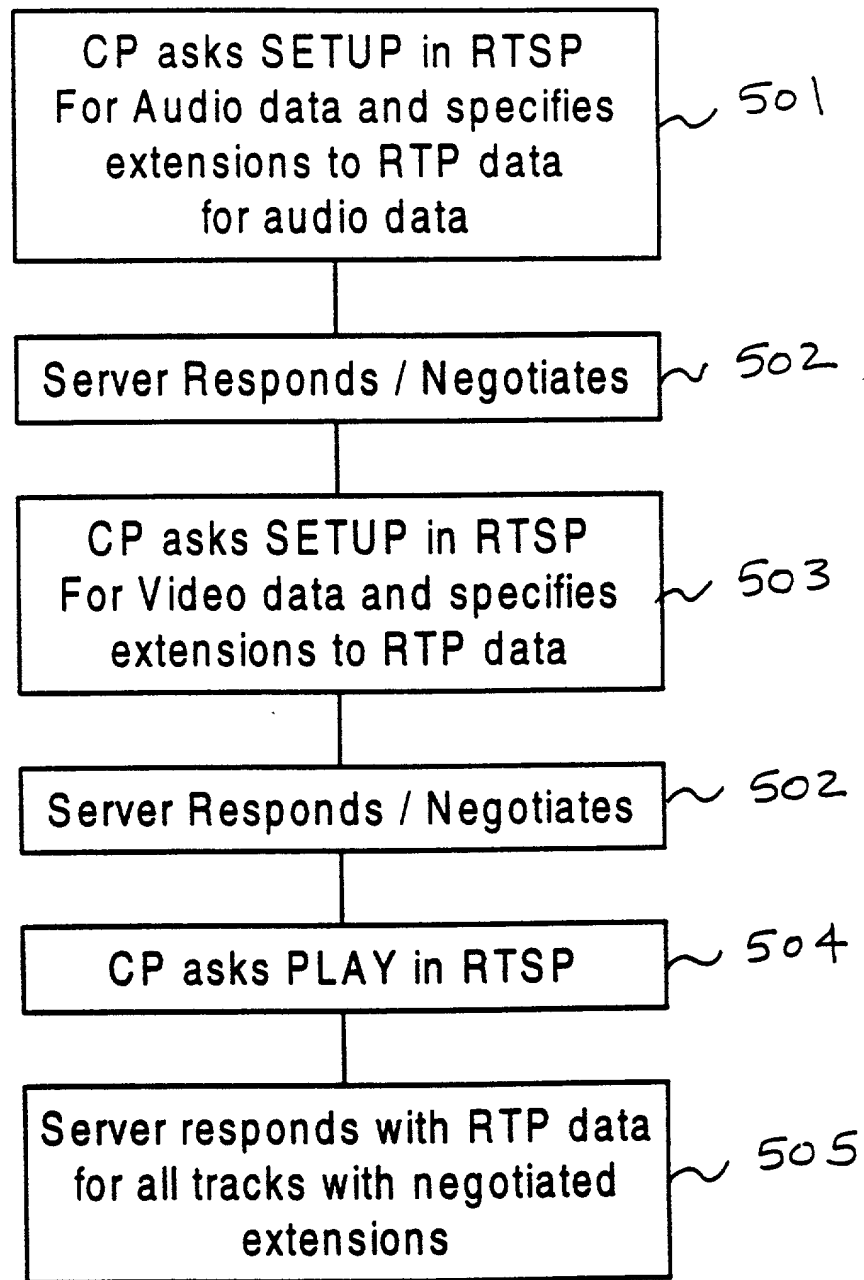 CP asks SETUP in RTSP
For Audio data and specifies
extensions to RTP data
for audio data
501
Server Responds / Negotiates
502
CP asks SETUP in RTSP
For Video data and specifies
extensions to RTP data
503
Server Responds / Negotiates
502
CP asks PLAY in RTSP
504
Server responds with RTP data
for all tracks with negotiated
extensions
505